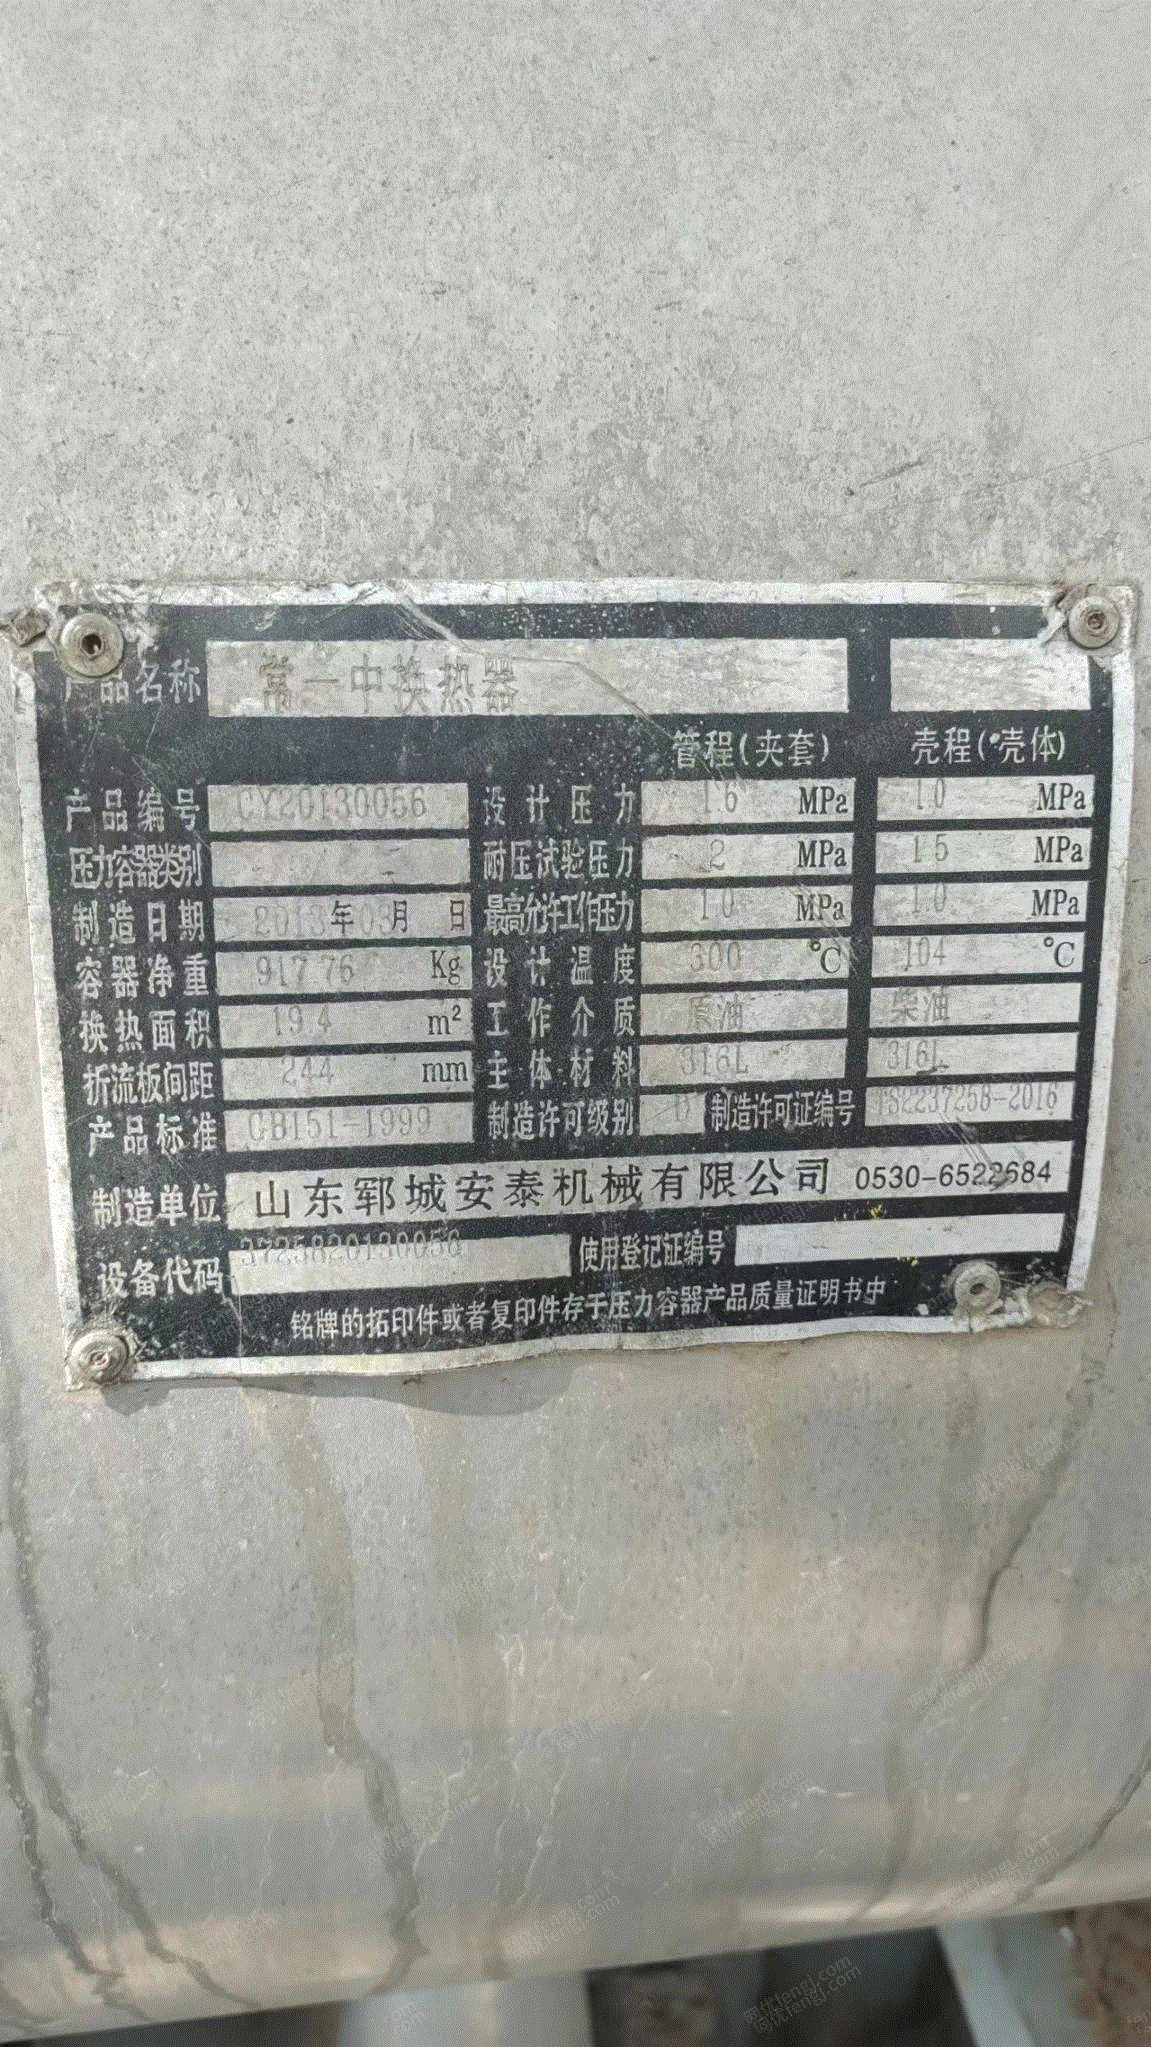 产品名称 常一中换热器
管程(夹套) 壳程(壳体)
产品编号 CY20130056 设计压力 1.6 MPa 1.0 MPa
压力容器类别 / 耐压试验压力 2 MPa 1.5 MPa
制造日期 2013年03月 日 最高允许工作压力 1.0 MPa 1.0 MPa
容器净重 917.76 Kg 设计温度 300 ℃ 104 ℃
换热面积 19.4 m² 工作介质 原油 柴油
折流板间距 244 mm 主体材料 316L 316L
产品标准 GB151-1999 制造许可级别 制造许可证编号 TS2237258-2016
制造单位 山东郓城安泰机械有限公司 0530-6522684
设备代码 3725820130056 使用登记证编号
铭牌的拓印件或者复印件存于压力容器产品质量证明书中